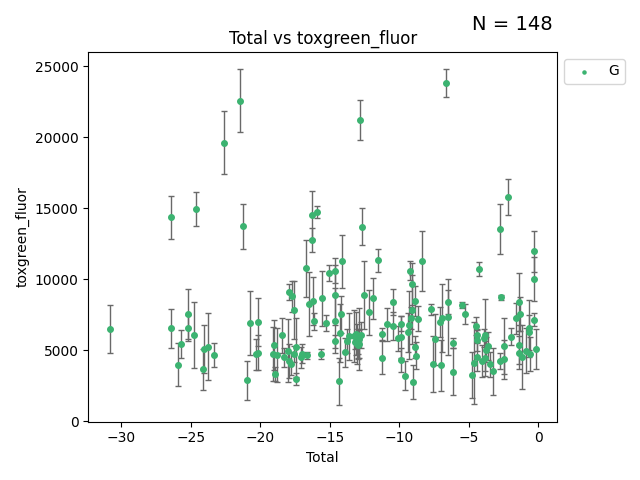 N = 148
Total vs toxgreen_fluor
G
25000
20000
15000
10000
5000
0
toxgreen_fluor
−30 −25 −20 −15 −10 −5 0
Total